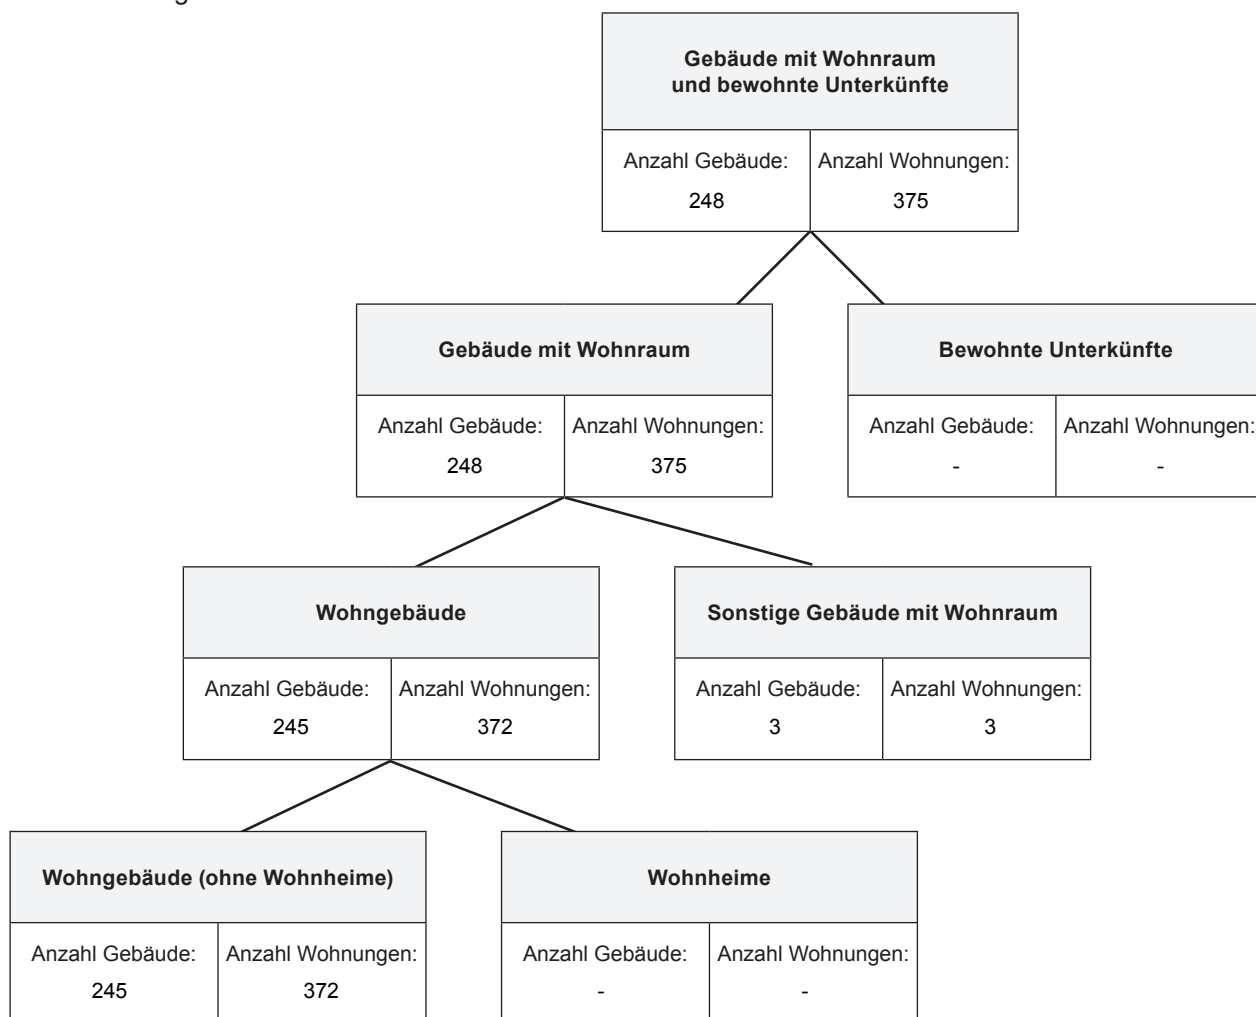 Gebäude mit Wohnraum
und bewohnte Unterkünfte
Anzahl Gebäude: Anzahl Wohnungen:
248 375
Gebäude mit Wohnraum
Anzahl Gebäude: Anzahl Wohnungen:
248 375
Bewohnte Unterkünfte
Anzahl Gebäude: Anzahl Wohnungen:
- -
Wohngebäude
Anzahl Gebäude: Anzahl Wohnungen:
245 372
Sonstige Gebäude mit Wohnraum
Anzahl Gebäude: Anzahl Wohnungen:
3 3
Wohngebäude (ohne Wohnheime)
Anzahl Gebäude: Anzahl Wohnungen:
245 372
Wohnheime
Anzahl Gebäude: Anzahl Wohnungen:
- -